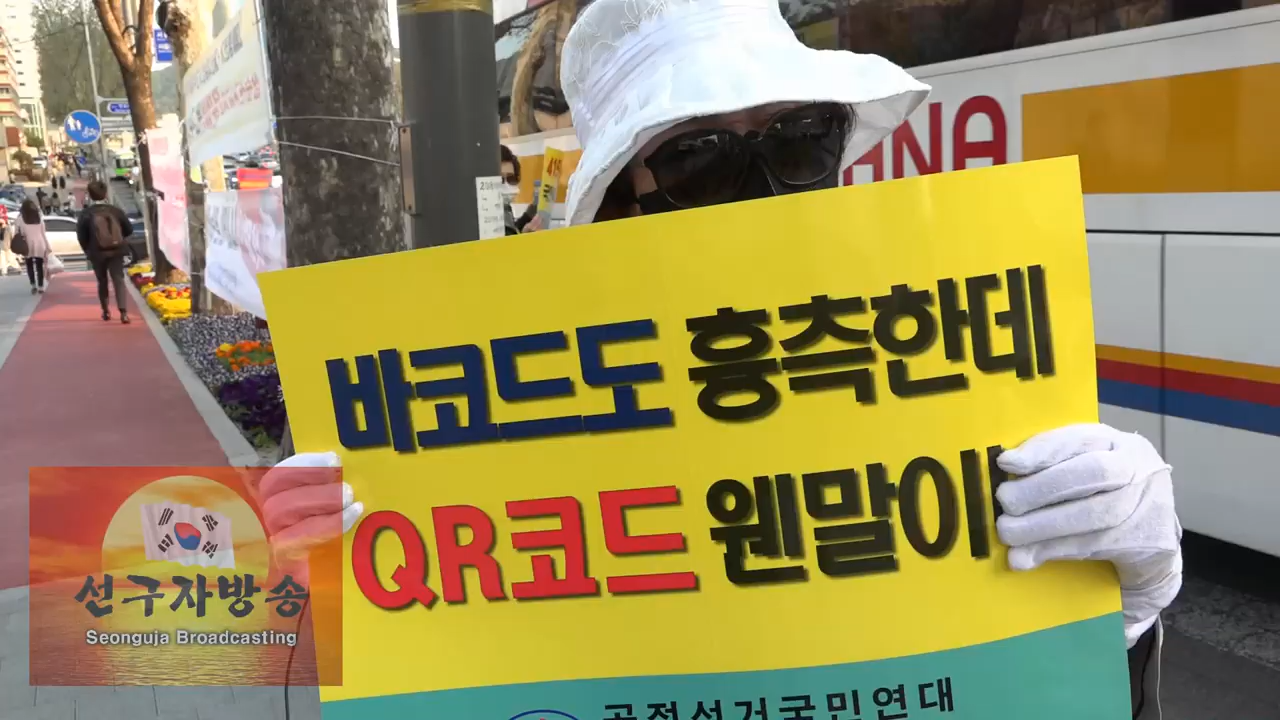 바코드도 흉측한데
QR코드 웬말이
공정선거국민연대
선구자방송
Seonguja Broadcasting
ANA